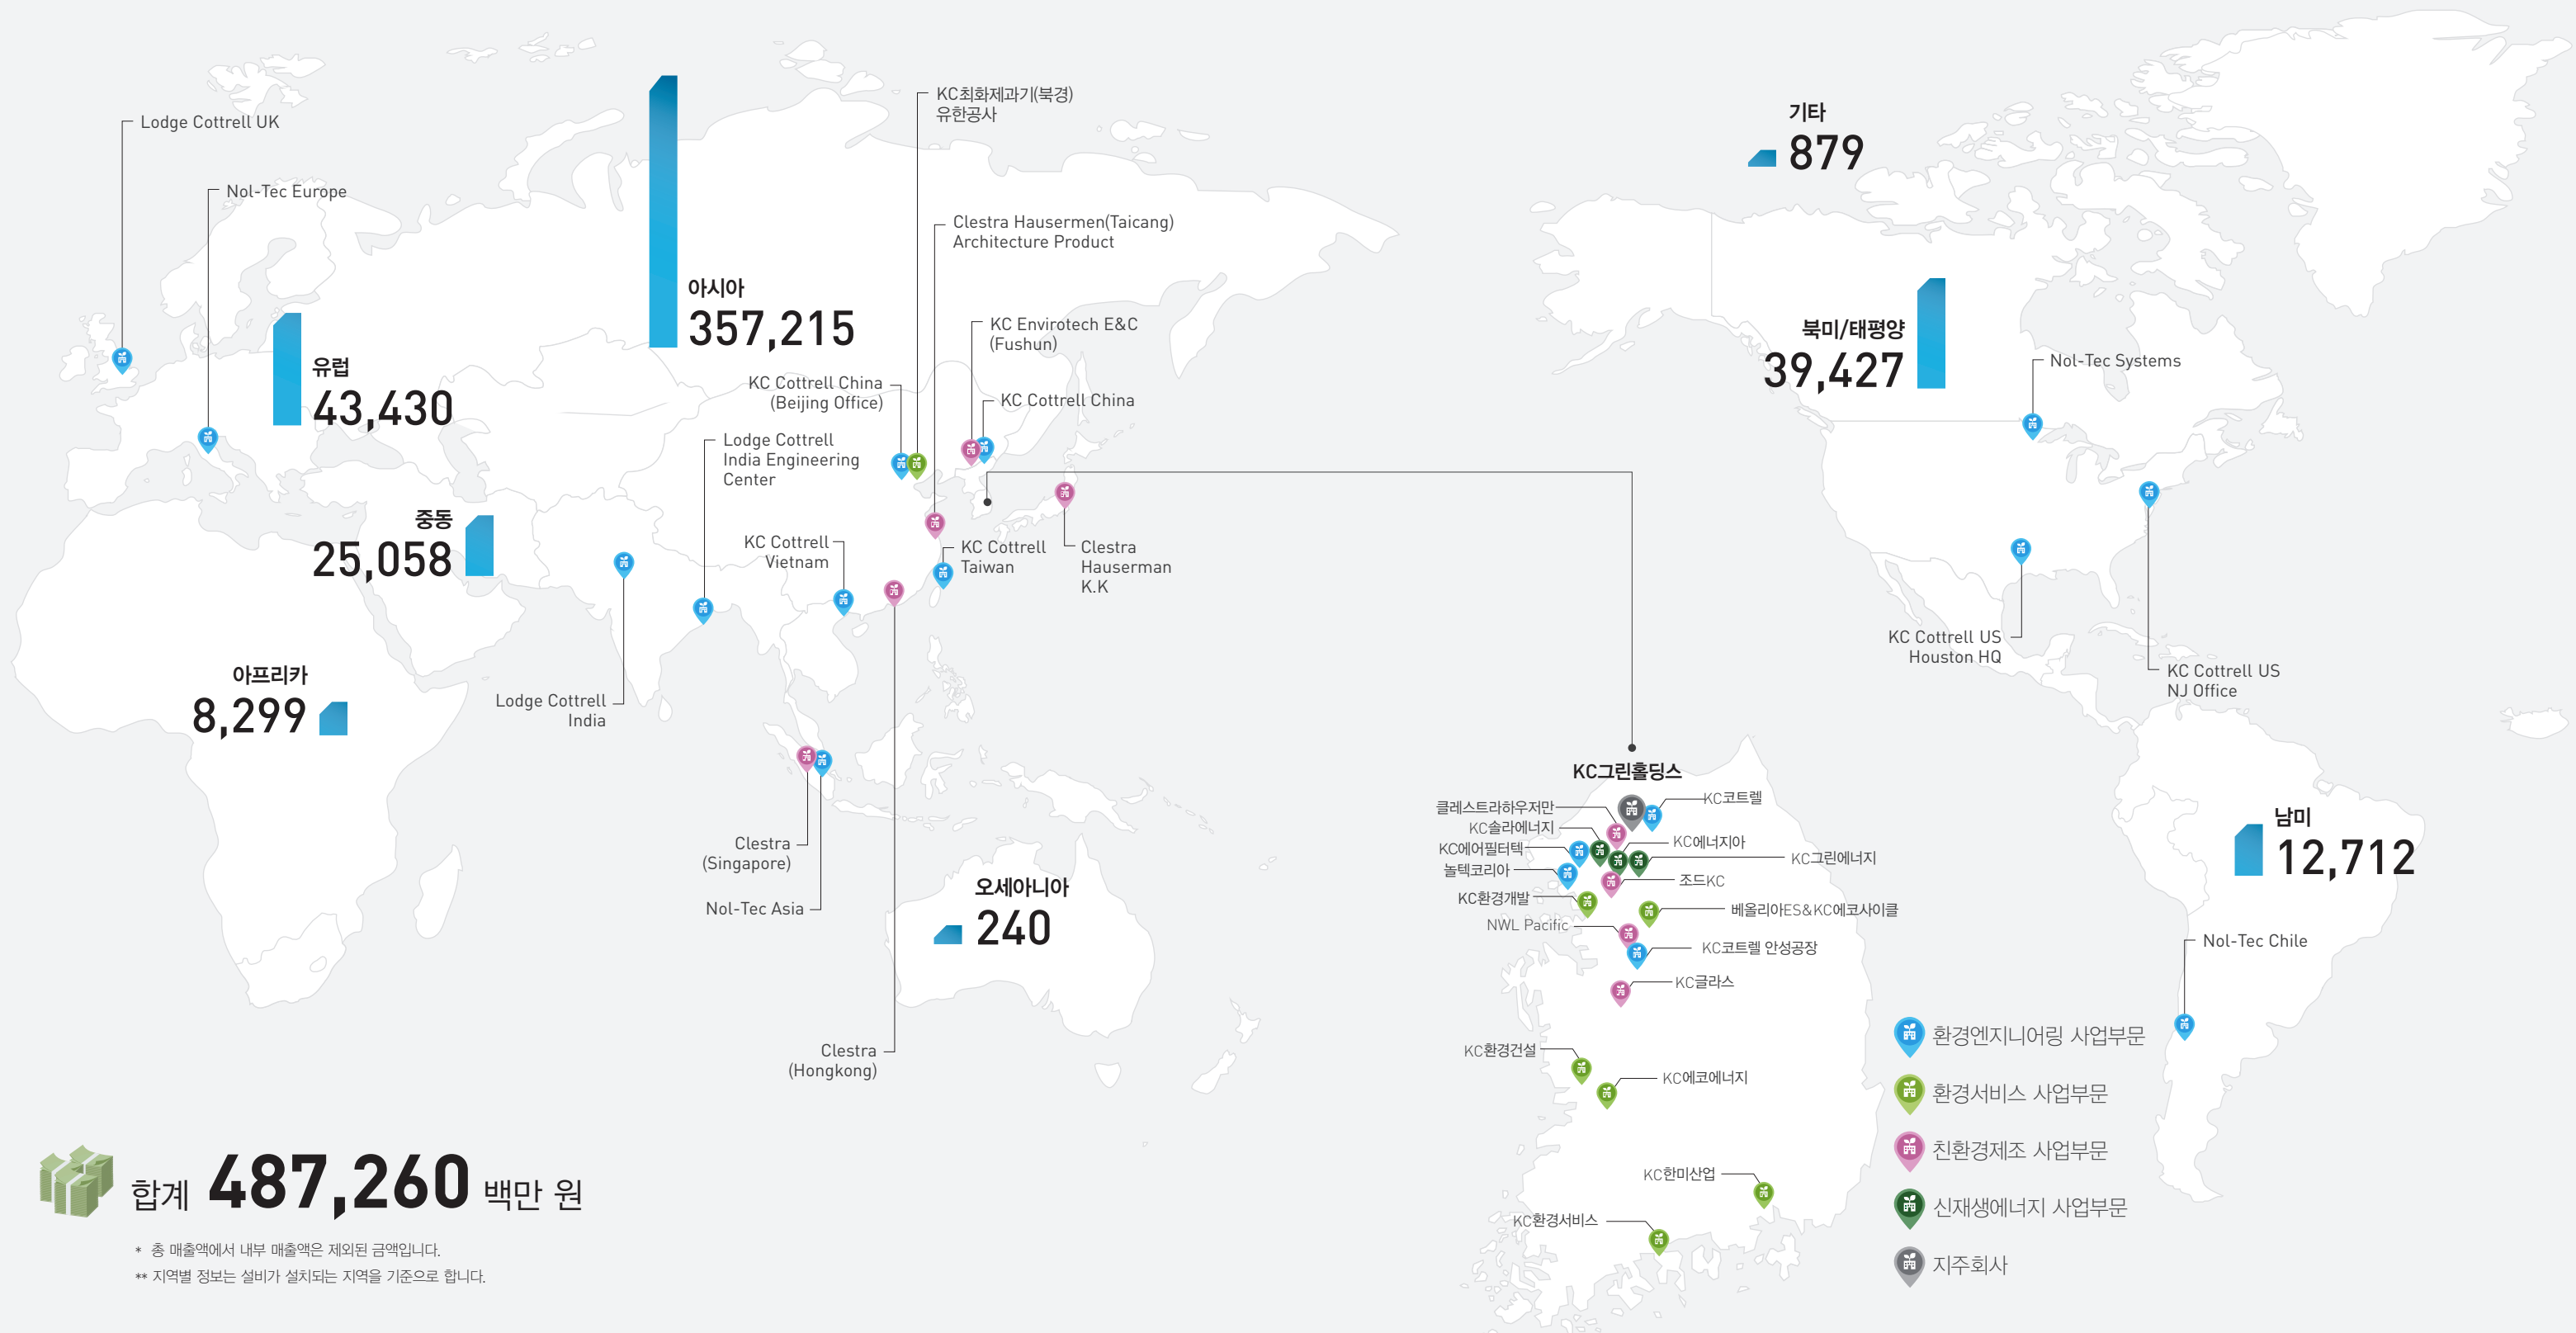 Lodge Cottrell UK
Nol-Tec Europe
유럽
43,430
아시아
357,215
KC최화제과기(북경)
유한공사
Clestra Hausermen(Taicang)
Architecture Product
KC Envirotech E&C
(Fushun)
KC Cottrell China
(Beijing Office)
KC Cottrell China
Lodge Cottrell
India Engineering
Center
중동
25,058
KC Cottrell
Vietnam
KC Cottrell
Taiwan
Clestra
Hauserman
K.K
아프리카
8,299
Lodge Cottrell
India
Clestra
(Singapore)
Nol-Tec Asia
오세아니아
240
Clestra
(Hongkong)
기타
879
북미/태평양
39,427
Nol-Tec Systems
KC Cottrell US
Houston HQ
KC Cottrell US
NJ Office
남미
12,712
Nol-Tec Chile
KC그린홀딩스
클레스트라하우저만
KC코트렐
KC솔라에너지
KC에너지아
KC에어필터텍
KC그린에너지
놀텍코리아
조드KC
KC환경개발
베올리아ES&KC에코사이클
NWL Pacific
KC코트렐 안성공장
KC글라스
KC환경건설
KC에코에너지
KC한미산업
KC환경서비스
환경엔지니어링 사업부문
환경서비스 사업부문
친환경제조 사업부문
신재생에너지 사업부문
지주회사
합계 487,260 백만 원
* 총 매출액에서 내부 매출액은 제외된 금액입니다.
** 지역별 정보는 설비가 설치되는 지역을 기준으로 합니다.